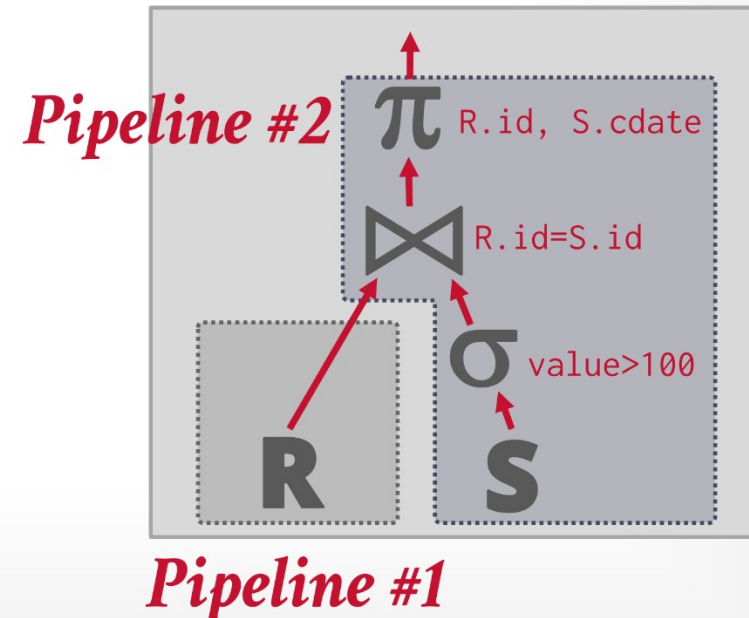 π R.id, S.cdate
Pipeline #2
⋈ R.id=S.id
σ value>100
R S
Pipeline #1